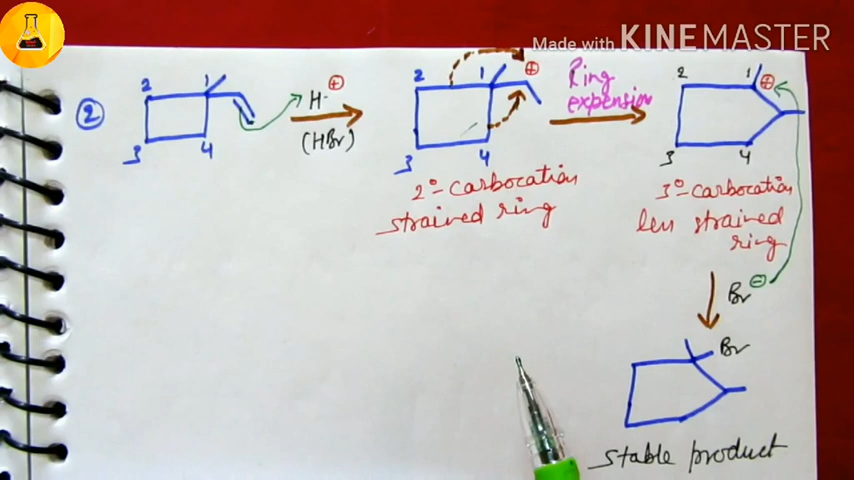 Made with KINEMASTER
2
2
1
3
4
H⊕
(HBr)
2
1
⊕
3
4
2°-carbocation
strained ring
Ring
expension
2
1
⊕
3
4
3°-carbocation
len strained
ring
Br⊖
Br
stable product